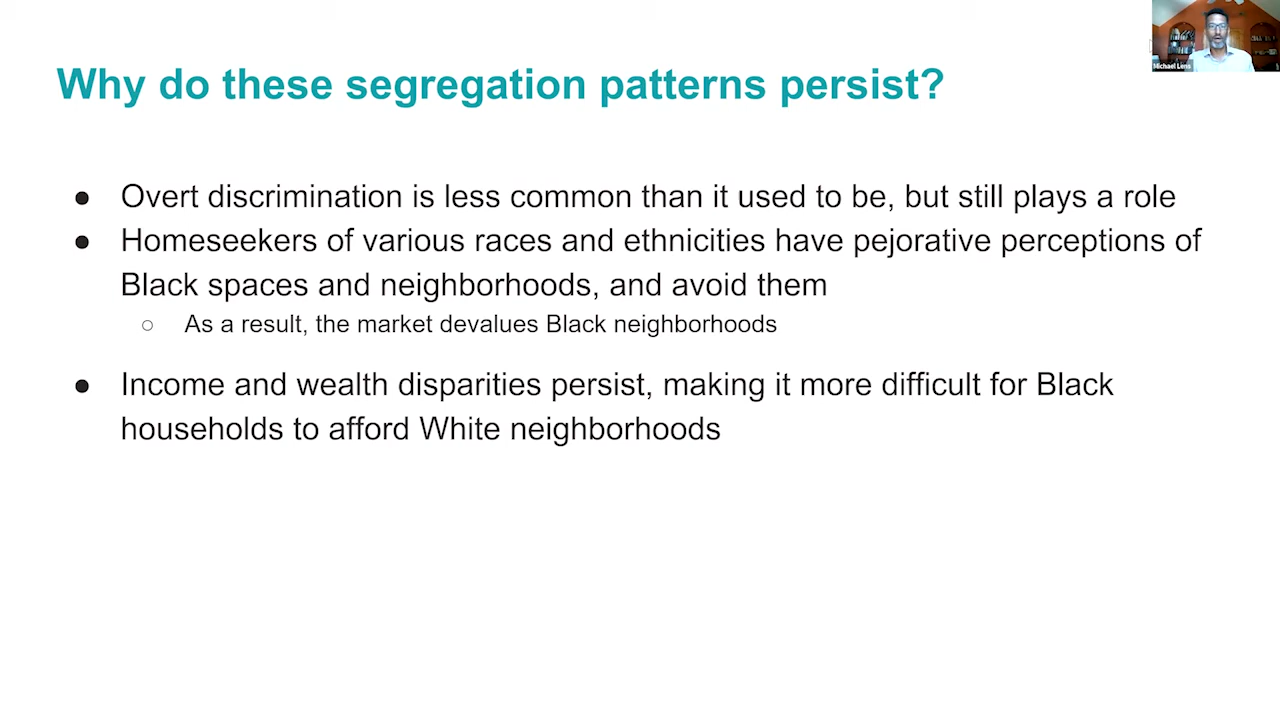 Michael Lens
Why do these segregation patterns persist?
● Overt discrimination is less common than it used to be, but still plays a role
● Homeseekers of various races and ethnicities have pejorative perceptions of
Black spaces and neighborhoods, and avoid them
○ As a result, the market devalues Black neighborhoods
● Income and wealth disparities persist, making it more difficult for Black
households to afford White neighborhoods